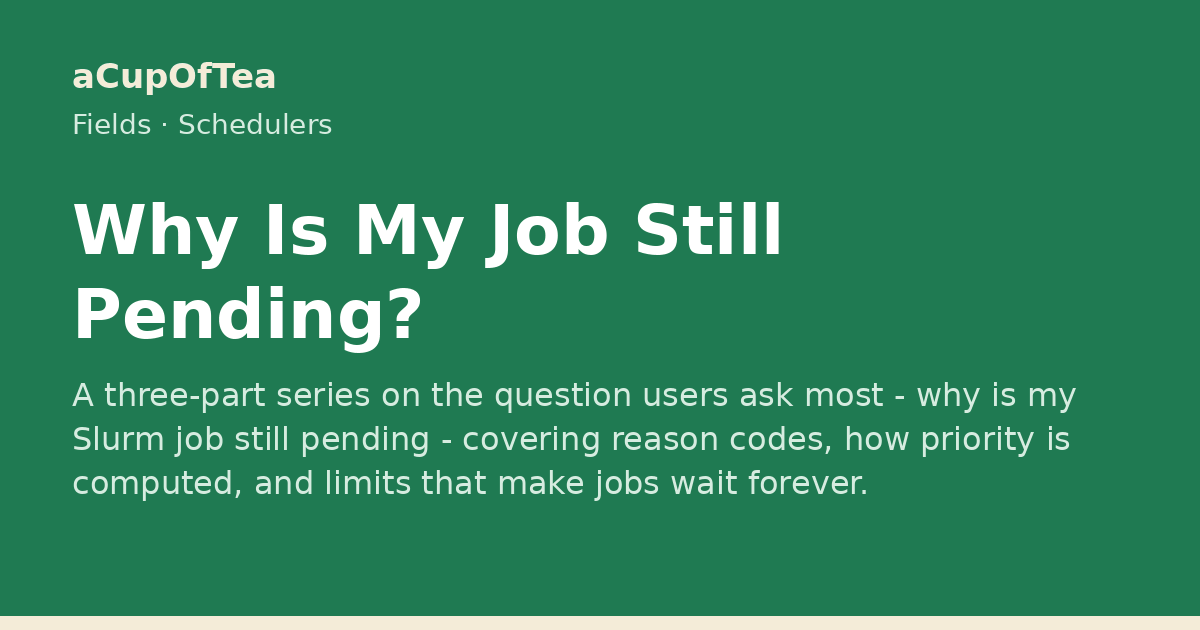 aCupOfTea
Fields · Schedulers
Why Is My Job Still
Pending?
A three-part series on the question users ask most - why is my
Slurm job still pending - covering reason codes, how priority is
computed, and limits that make jobs wait forever.